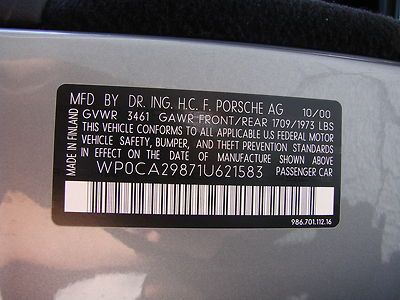 MFD BY DR. ING. H.C. F. PORSCHE AG 10/00
GVWR 3461 GAWR FRONT/REAR 1709/1973 LBS
THIS VEHICLE CONFORMS TO ALL APPLICABLE U.S FEDERAL MOTOR
VEHICLE SAFETY, BUMPER, AND THEFT PREVENTION STANDARDS
IN EFFECT ON THE DATE OF MANUFACTURE SHOWN ABOVE.
WP0CA29871U621583 PASSENGER CAR
MADE IN FINLAND
986.701.112.16